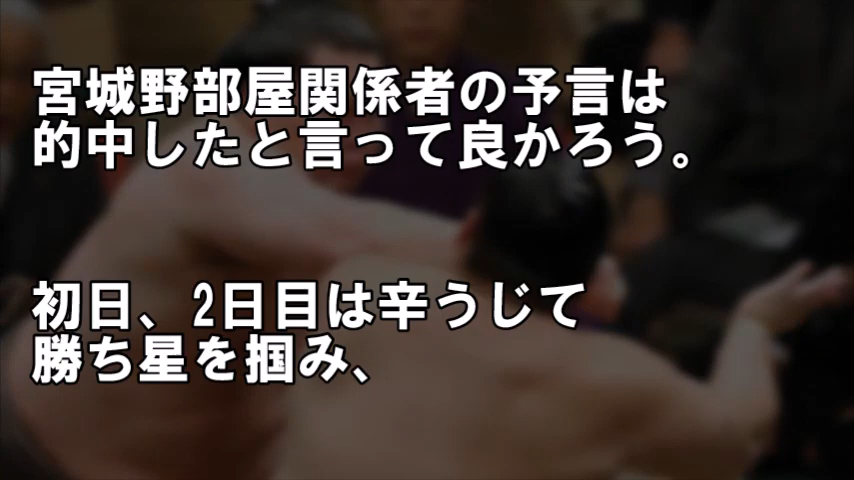 宮城野部屋関係者の予言は
的中したと言って良かろう。
初日、2日目は辛うじて
勝ち星を掴み、